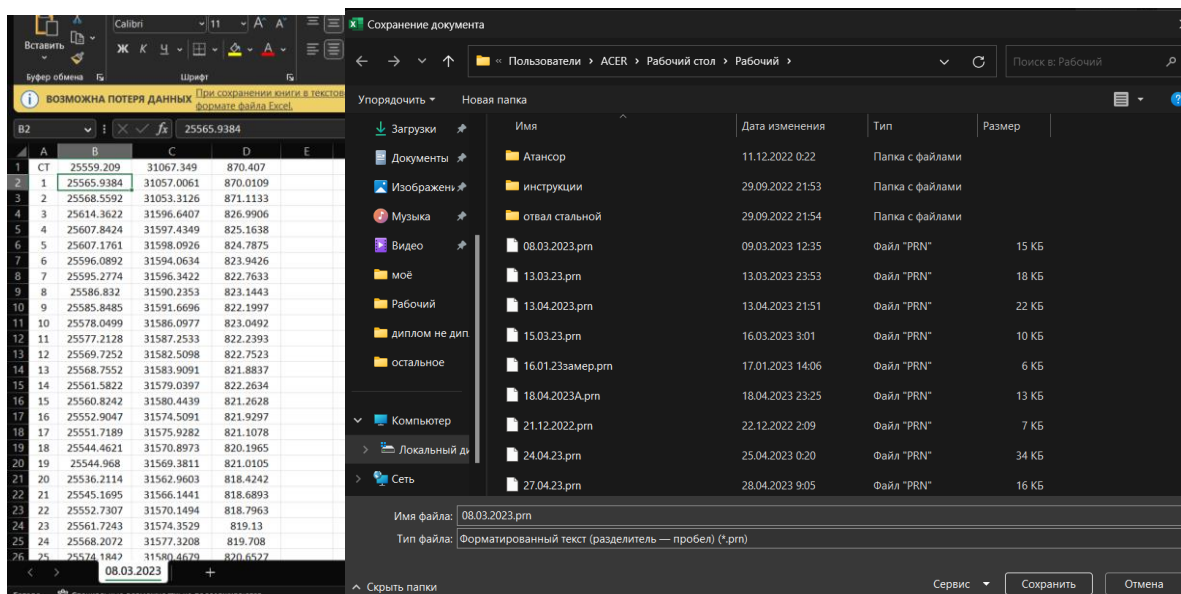 Calibri 11 A A
Вставить
Ж К Ч А
Буфер обмена Шрифт
ВОЗМОЖНА ПОТЕРЯ ДАННЫХ При сохранении книги в текстов
формате файла Excel.
B2 fx 25565.9384
A B C D E
1 СТ 25559.209 31067.349 870.407
2 1 25565.9384 31057.0061 870.0109
3 2 25568.5592 31053.3126 871.1133
4 3 25614.3622 31596.6407 826.9906
5 4 25607.8424 31597.4349 825.1638
6 5 25607.1761 31598.0926 824.7875
7 6 25596.0892 31594.0634 823.9426
8 7 25595.2774 31596.3422 822.7633
9 8 25586.832 31590.2353 823.1443
10 9 25585.8485 31591.6696 822.1997
11 10 25578.0499 31586.0977 823.0492
12 11 25577.2128 31587.2533 822.2393
13 12 25569.7252 31582.5098 822.7523
14 13 25568.7552 31583.9091 821.8837
15 14 25561.5822 31579.0397 822.2634
16 15 25560.8242 31580.4439 821.2628
17 16 25552.9047 31574.5091 821.9297
18 17 25551.7189 31575.9282 821.1078
19 18 25544.4621 31570.8973 820.1965
20 19 25544.968 31569.3811 821.0105
21 20 25536.2114 31562.9603 818.4242
22 21 25545.1695 31566.1441 818.6893
23 22 25552.7307 31570.1494 818.7963
24 23 25561.7243 31574.3529 819.13
25 24 25568.2072 31577.3208 819.708
26 25 25574.1842 31580.4679 820.6527
08.03.2023 +
Сохранение документа
« Пользователи › ACER › Рабочий стол › Рабочий ›
Поиск в: Рабочий
Упорядочить Новая папка
Загрузки
Документы
Изображени
Музыка
Видео
моё
Рабочий
диплом не дип
остальное
Компьютер
Локальный ди
Сеть
Имя Дата изменения Тип Размер
Атансор 11.12.2022 0:22 Папка с файлами
инструкции 29.09.2022 21:53 Папка с файлами
отвал стальной 29.09.2022 21:54 Папка с файлами
08.03.2023.prn 09.03.2023 12:35 Файл "PRN" 15 КБ
13.03.23.prn 13.03.2023 23:53 Файл "PRN" 18 КБ
13.04.2023.prn 13.04.2023 21:51 Файл "PRN" 22 КБ
15.03.23.prn 16.03.2023 3:01 Файл "PRN" 10 КБ
16.01.23замер.prn 17.01.2023 14:06 Файл "PRN" 6 КБ
18.04.2023A.prn 18.04.2023 23:25 Файл "PRN" 13 КБ
21.12.2022.prn 22.12.2022 2:09 Файл "PRN" 7 КБ
24.04.23.prn 25.04.2023 0:20 Файл "PRN" 34 КБ
27.04.23.prn 28.04.2023 9:05 Файл "PRN" 16 КБ
Имя файла: 08.03.2023.prn
Тип файла: Форматированный текст (разделитель — пробел) (*.prn)
Скрыть папки Сервис Сохранить Отмена